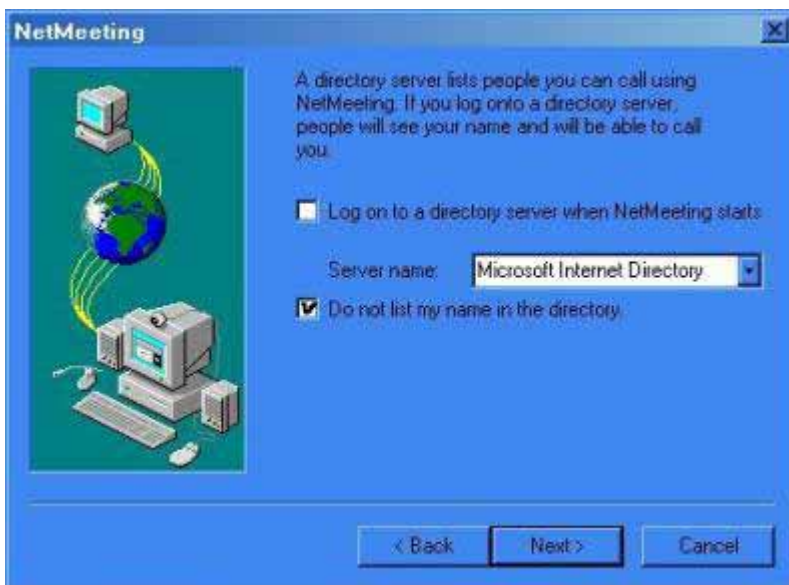 NetMeeting
A directory server lists people you can call using
NetMeeting. If you log onto a directory server,
people will see your name and will be able to call
you.
Log on to a directory server when NetMeeting starts
Server name: Microsoft Internet Directory
Do not list my name in the directory.
< Back Next > Cancel